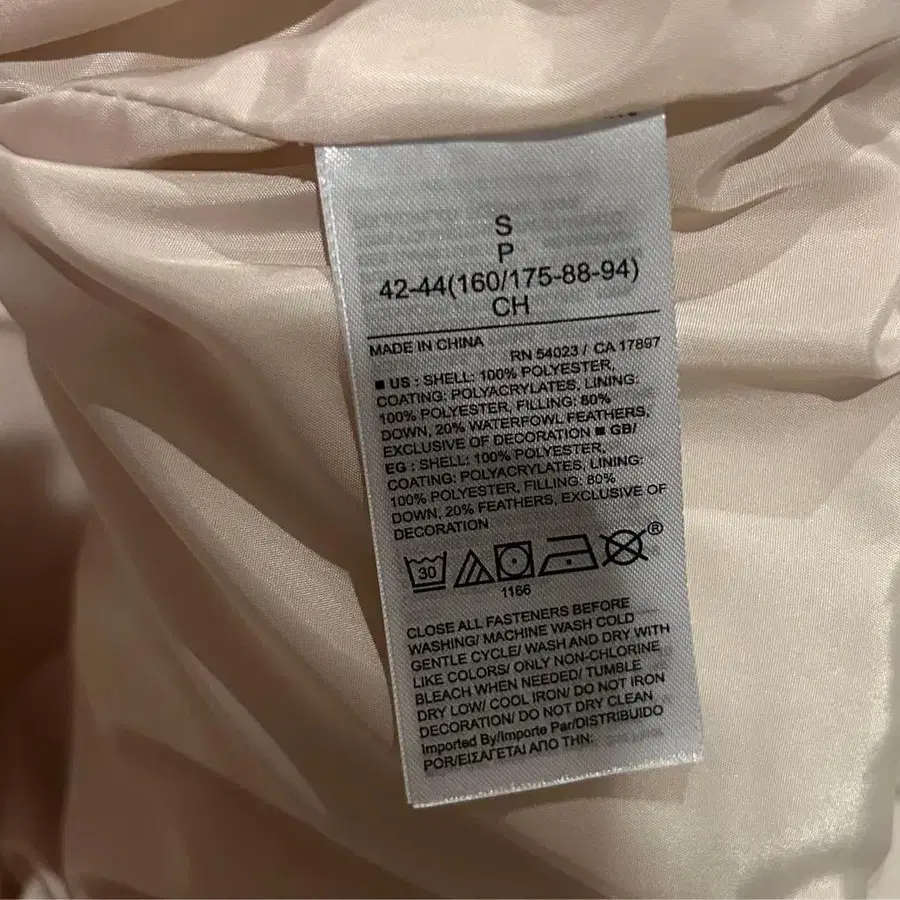 S
P
42-44(160/175-88-94)
CH
MADE IN CHINA
RN 54023 / CA 17897
■ US : SHELL: 100% POLYESTER,
COATING: POLYACRYLATES, LINING:
100% POLYESTER, FILLING: 80%
DOWN, 20% WATERFOWL FEATHERS,
EXCLUSIVE OF DECORATION ■ GB/
EG : SHELL: 100% POLYESTER,
COATING: POLYACRYLATES, LINING:
100% POLYESTER, FILLING: 80%
DOWN, 20% FEATHERS, EXCLUSIVE OF
DECORATION
30
®
1166
CLOSE ALL FASTENERS BEFORE
WASHING/ MACHINE WASH COLD
GENTLE CYCLE/ WASH AND DRY WITH
LIKE COLORS/ ONLY NON-CHLORINE
BLEACH WHEN NEEDED/ TUMBLE
DRY LOW/ COOL IRON/ DO NOT IRON
DECORATION/ DO NOT DRY CLEAN
Imported By/Importe Par/DISTRIBUIDO
POR/ΕΙΣΑΓΕΤΑΙ ΑΠΟ ΤΗΝ: